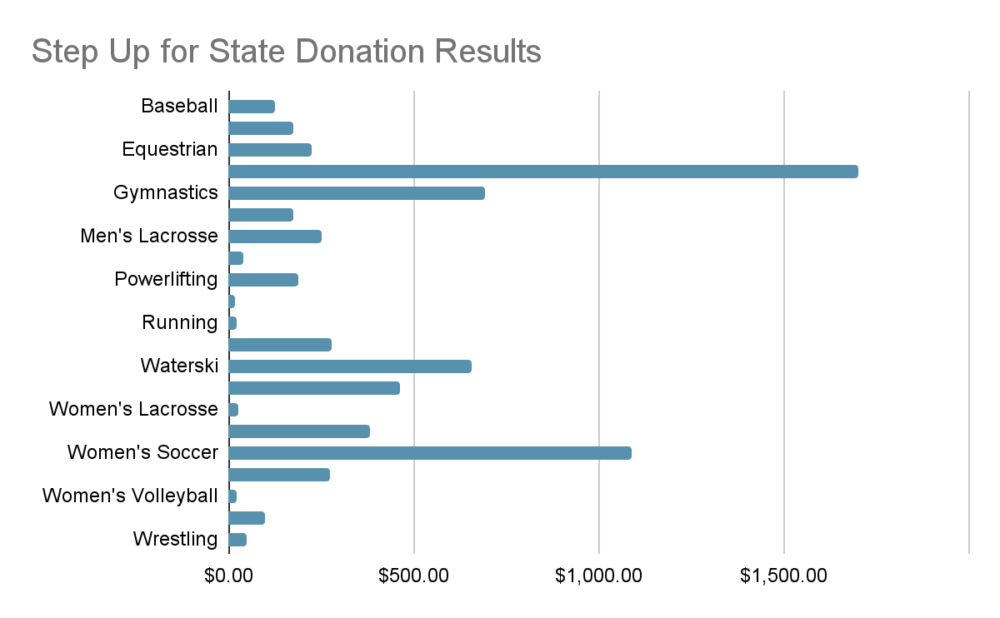 Step Up for State Donation Results
Baseball
Equestrian
Gymnastics
Men's Lacrosse
Powerlifting
Running
Waterski
Women's Lacrosse
Women's Soccer
Women's Volleyball
Wrestling
$0.00 $500.00 $1,000.00 $1,500.00